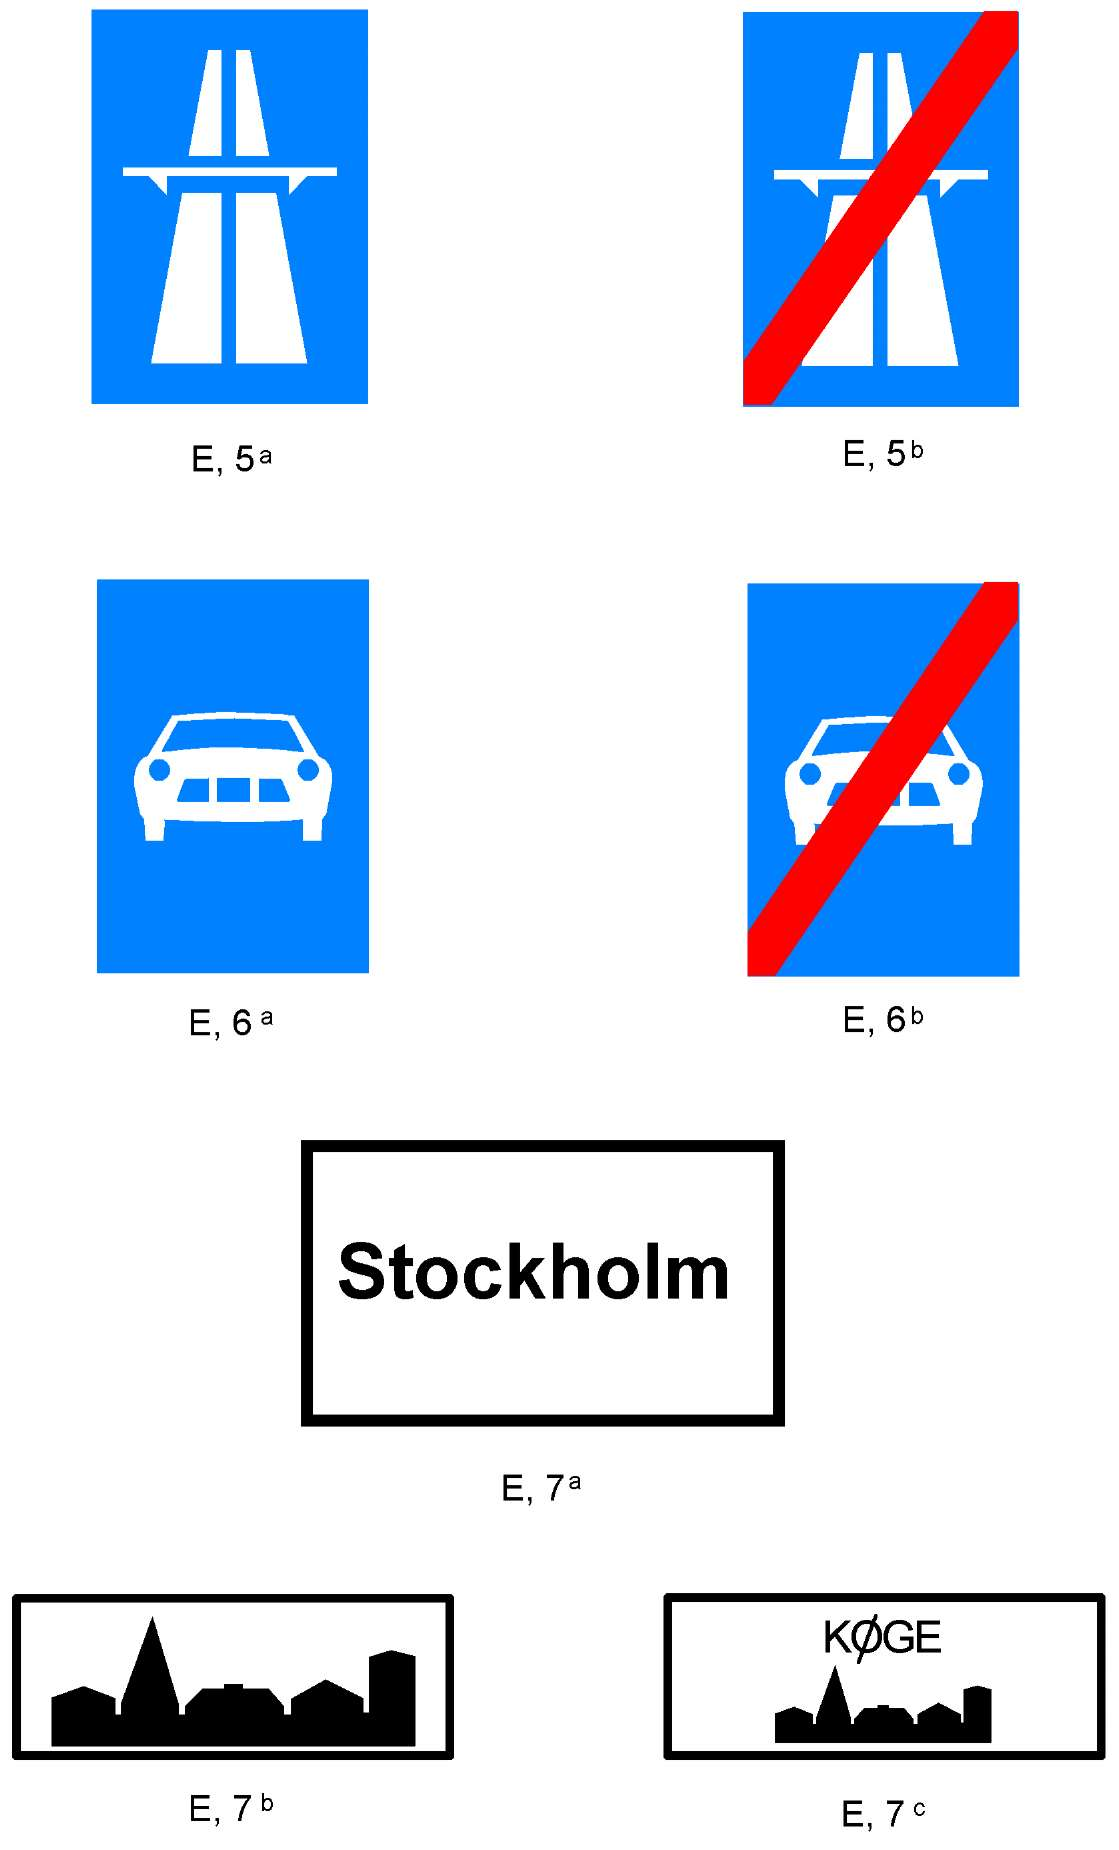 E, 5ᵃ
E, 5ᵇ
E, 6ᵃ
E, 6ᵇ
Stockholm
E, 7ᵃ
KØGE
E, 7ᵇ
E, 7ᶜ